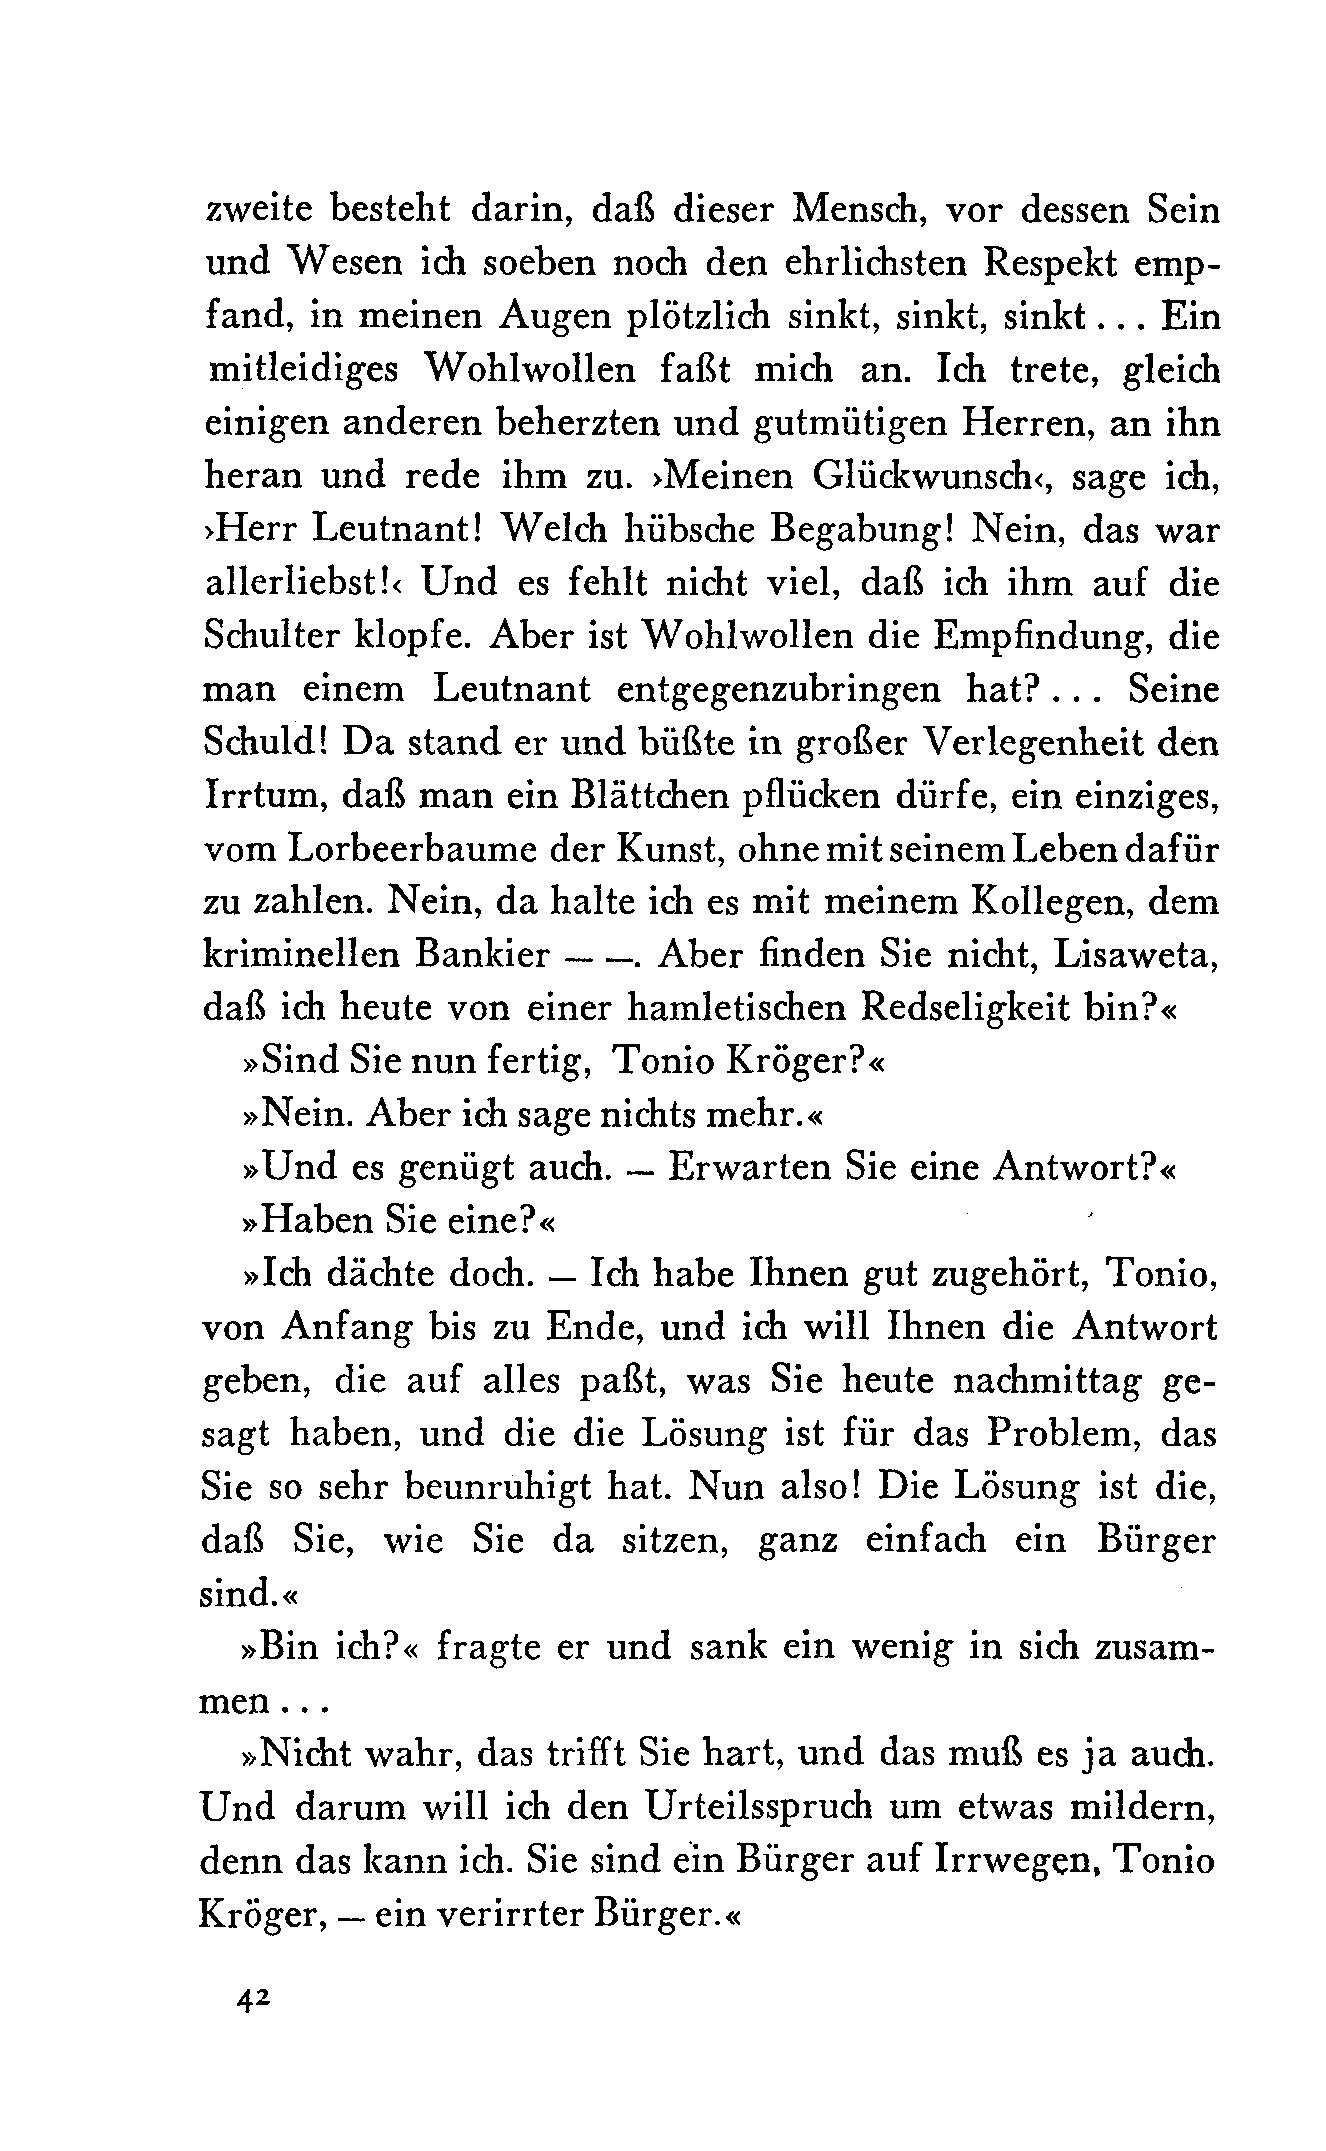 zweite besteht darin, daß dieser Mensch, vor dessen Sein
und Wesen ich soeben noch den ehrlichsten Respekt emp-
fand, in meinen Augen plötzlich sinkt, sinkt, sinkt ... Ein
mitleidiges Wohlwollen faßt mich an. Ich trete, gleich
einigen anderen beherzten und gutmütigen Herren, an ihn
heran und rede ihm zu. ›Meinen Glückwunsch‹, sage ich,
›Herr Leutnant! Welch hübsche Begabung! Nein, das war
allerliebst!‹ Und es fehlt nicht viel, daß ich ihm auf die
Schulter klopfe. Aber ist Wohlwollen die Empfindung, die
man einem Leutnant entgegenzubringen hat? ... Seine
Schuld! Da stand er und büßte in großer Verlegenheit den
Irrtum, daß man ein Blättchen pflücken dürfe, ein einziges,
vom Lorbeerbaume der Kunst, ohne mit seinem Leben dafür
zu zahlen. Nein, da halte ich es mit meinem Kollegen, dem
kriminellen Bankier – –. Aber finden Sie nicht, Lisaweta,
daß ich heute von einer hamletischen Redseligkeit bin?«
»Sind Sie nun fertig, Tonio Kröger?«
»Nein. Aber ich sage nichts mehr.«
»Und es genügt auch. – Erwarten Sie eine Antwort?«
»Haben Sie eine?«
»Ich dächte doch. – Ich habe Ihnen gut zugehört, Tonio,
von Anfang bis zu Ende, und ich will Ihnen die Antwort
geben, die auf alles paßt, was Sie heute nachmittag ge-
sagt haben, und die die Lösung ist für das Problem, das
Sie so sehr beunruhigt hat. Nun also! Die Lösung ist die,
daß Sie, wie Sie da sitzen, ganz einfach ein Bürger
sind.«
»Bin ich?« fragte er und sank ein wenig in sich zusam-
men ...
»Nicht wahr, das trifft Sie hart, und das muß es ja auch.
Und darum will ich den Urteilsspruch um etwas mildern,
denn das kann ich. Sie sind ein Bürger auf Irrwegen, Tonio
Kröger, – ein verirrter Bürger.«
42